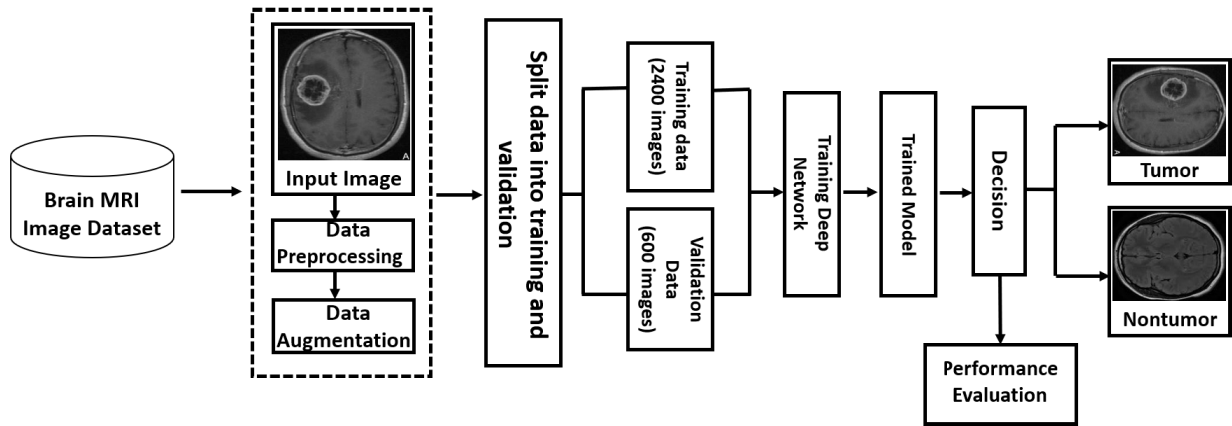 Brain MRI
Image Dataset
Input Image
Data
Preprocessing
Data
Augmentation
Split data into training and
validation
Training data
(2400 images)
Validation
Data
(600 images)
Training Deep
Network
Trained Model
Decision
Performance
Evaluation
Tumor
Nontumor
A
A